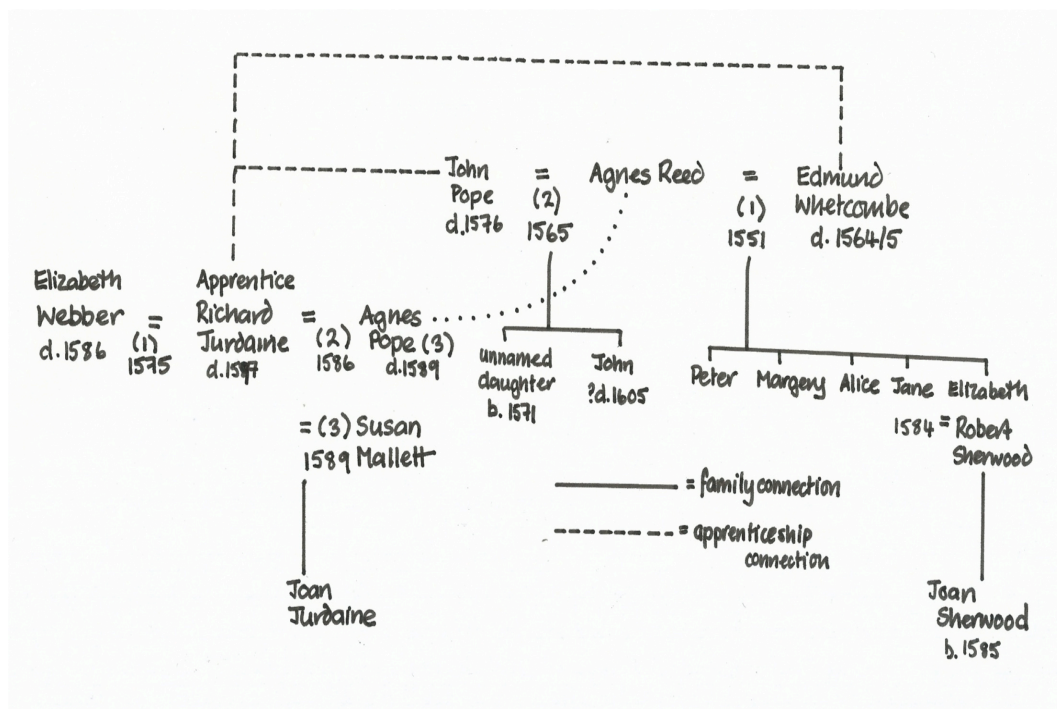 John = Agnes Reed = Edmund
Pope (2) (1) Whetcombe
d.1576 1565 1551 d. 1564/5
Elizabeth Apprentice
Webber = Richard = Agnes
d.1586 (1) Jurdaine (2) Pope (3)
1575 d.1597 1586 d.1589
unnamed John
daughter ?d.1605
b. 1571
Peter Margery Alice Jane Elizabeth
1584 = Robert
Sherwood
= (3) Susan
1589 Mallett
= family connection
= apprenticeship
connection
Joan
Jurdaine
Joan
Sherwood
b. 1585